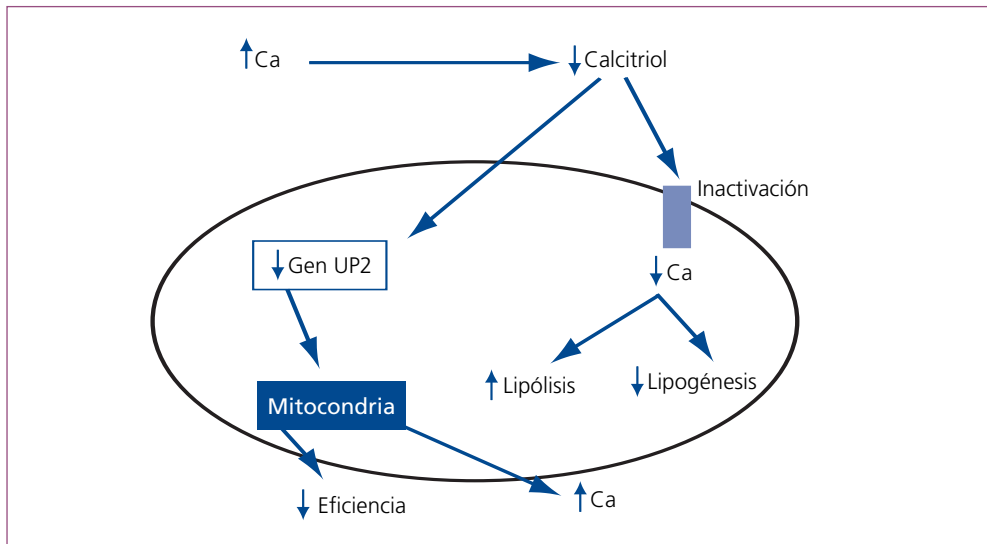 ↑Ca
↓Calcitriol
Inactivación
↓Gen UP2
↓Ca
↑Lipólisis
↓Lipogénesis
Mitocondria
↓Eficiencia
↑Ca